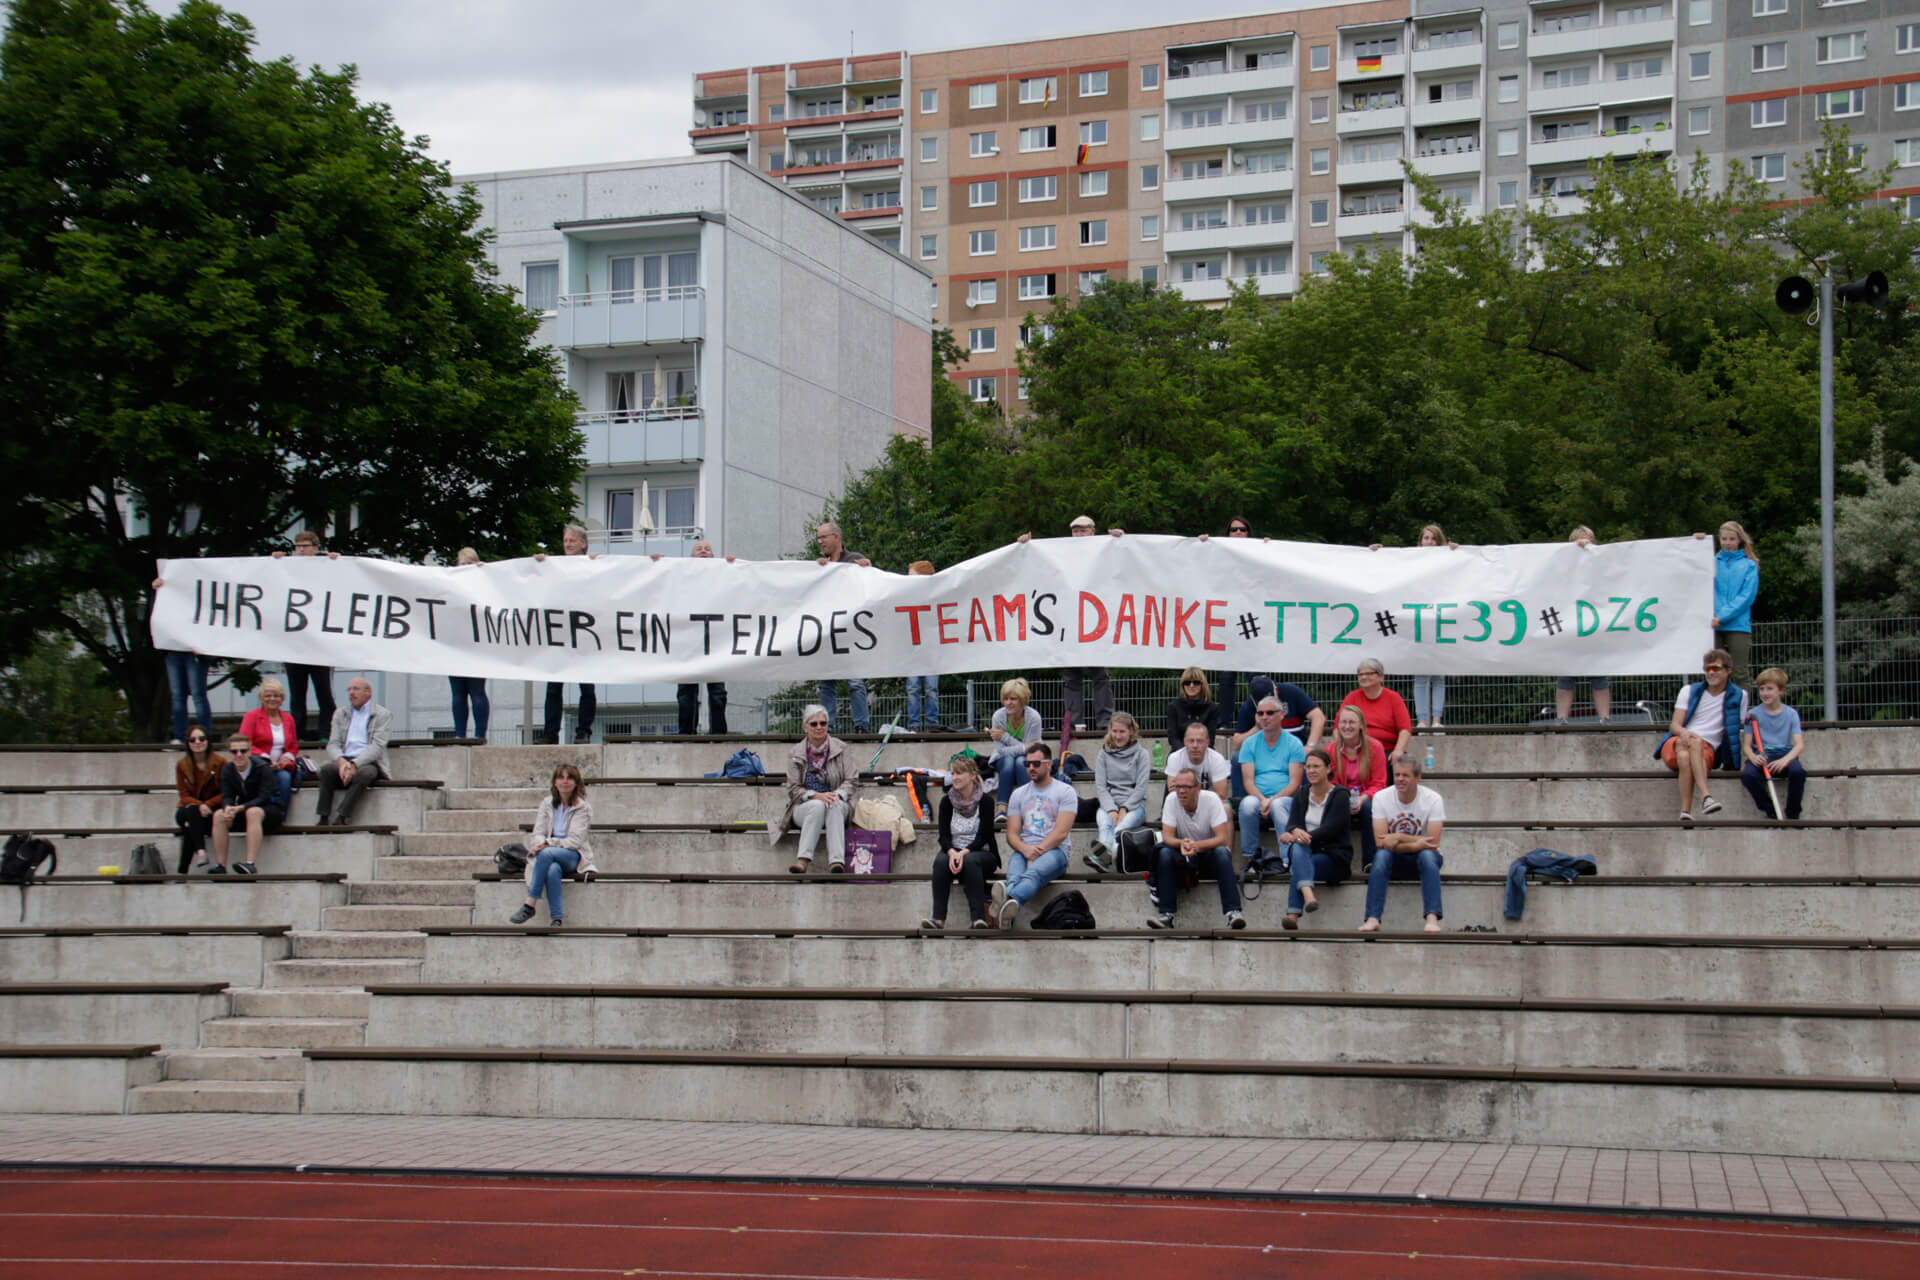 IHR BLEIBT IMMER EIN TEIL DES TEAM'S, DANKE #TT2 #TE39 #DZ6